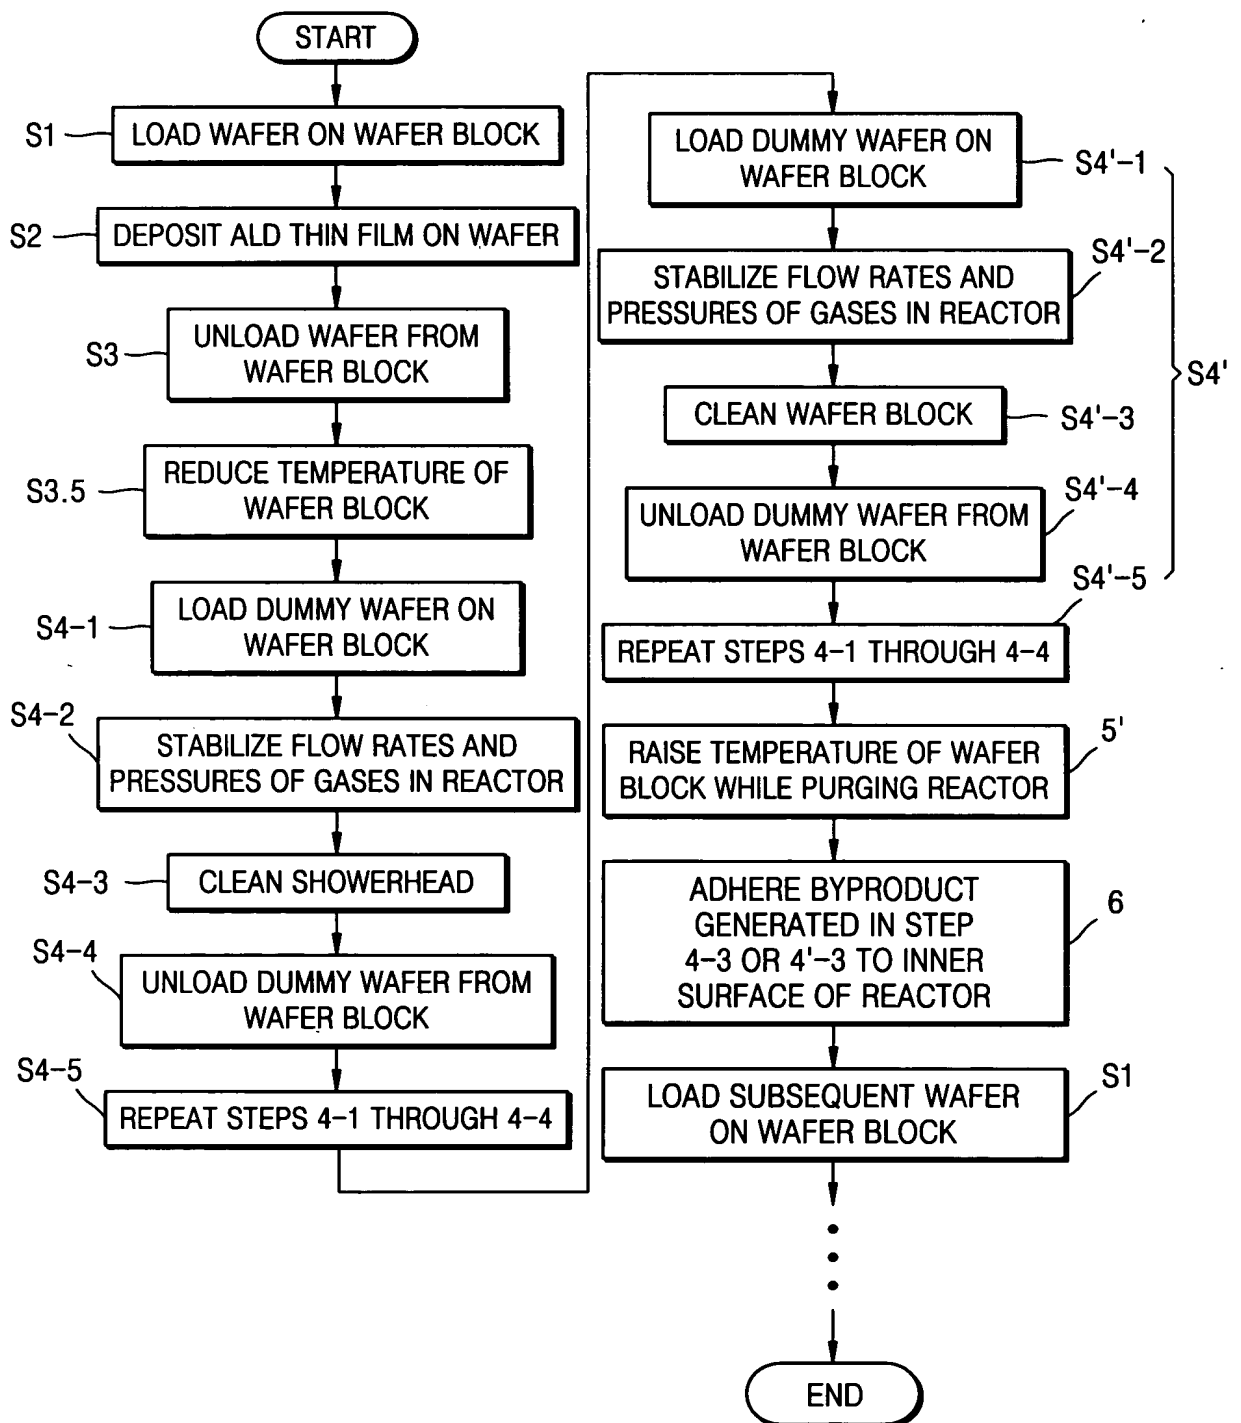 START
S1
LOAD WAFER ON WAFER BLOCK
S2
DEPOSIT ALD THIN FILM ON WAFER
S3
UNLOAD WAFER FROM
WAFER BLOCK
S3.5
REDUCE TEMPERATURE OF
WAFER BLOCK
S4-1
LOAD DUMMY WAFER ON
WAFER BLOCK
S4-2
STABILIZE FLOW RATES AND
PRESSURES OF GASES IN REACTOR
S4-3
CLEAN SHOWERHEAD
S4-4
UNLOAD DUMMY WAFER FROM
WAFER BLOCK
S4-5
REPEAT STEPS 4-1 THROUGH 4-4
LOAD DUMMY WAFER ON
WAFER BLOCK
S4'-1
STABILIZE FLOW RATES AND
PRESSURES OF GASES IN REACTOR
S4'-2
CLEAN WAFER BLOCK
S4'-3
UNLOAD DUMMY WAFER FROM
WAFER BLOCK
S4'-4
S4'
S4'-5
REPEAT STEPS 4-1 THROUGH 4-4
RAISE TEMPERATURE OF WAFER
BLOCK WHILE PURGING REACTOR
5'
ADHERE BYPRODUCT
GENERATED IN STEP
4-3 OR 4'-3 TO INNER
SURFACE OF REACTOR
6
LOAD SUBSEQUENT WAFER
ON WAFER BLOCK
S1
END